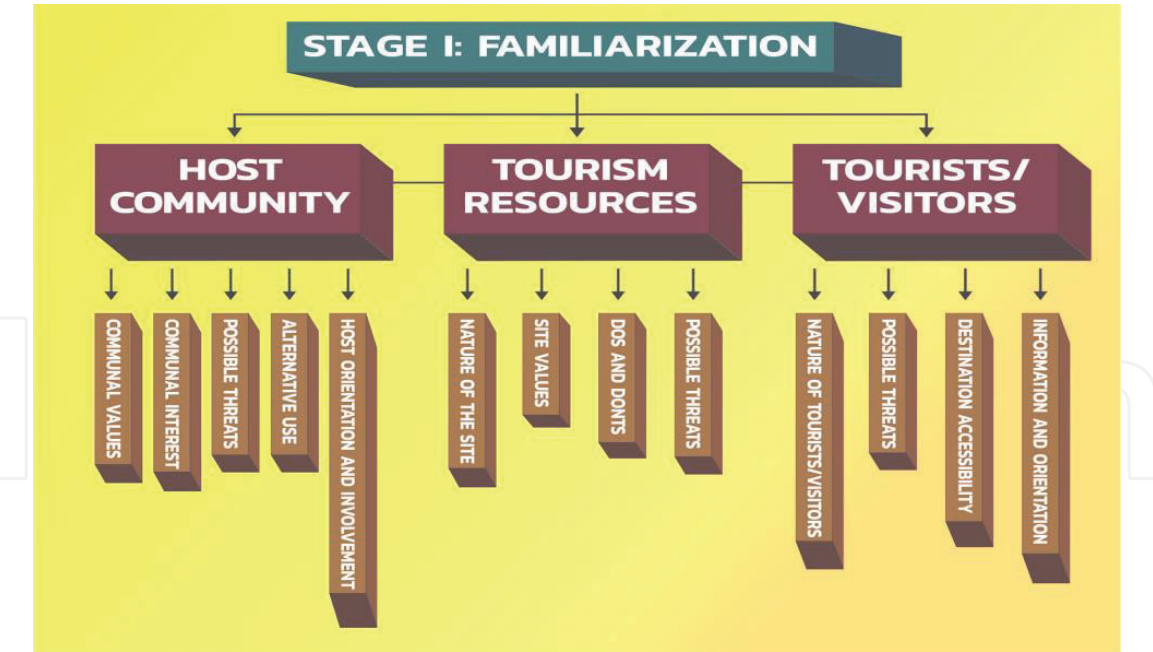 STAGE I: FAMILIARIZATION
HOST
COMMUNITY
TOURISM
RESOURCES
TOURISTS/
VISITORS
COMMUNAL VALUES
COMMUNAL INTEREST
POSSIBLE THREATS
ALTERNATIVE USE
HOST ORIENTATION AND INVOLVEMENT
NATURE OF THE SITE
SITE VALUES
DOS AND DONTS
POSSIBLE THREATS
NATURE OF TOURISTS/VISITORS
POSSIBLE THREATS
DESTINATION ACCESSIBILITY
INFORMATION AND ORIENTATION